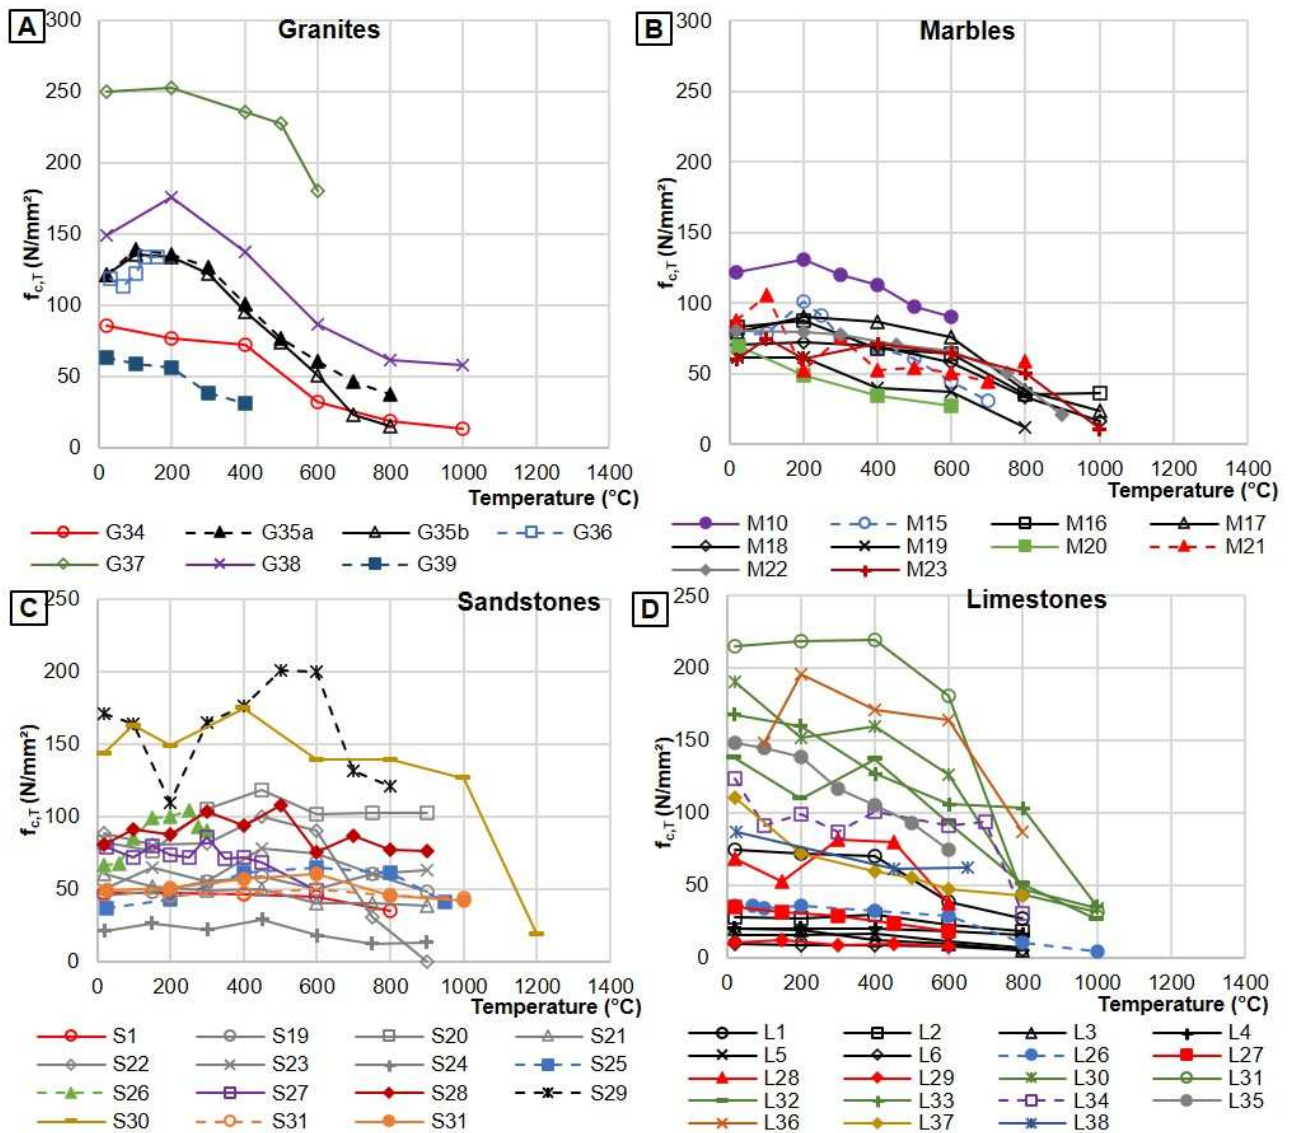 A
Granites
300
250
200
150
100
50
0
f_c,T (N/mm²)
0 200 400 600 800 1000 1200 1400
Temperature (°C)
G34 G35a G35b G36
G37 G38 G39
B
Marbles
300
250
200
150
100
50
0
f_c,T (N/mm²)
0 200 400 600 800 1000 1200 1400
Temperature (°C)
M10 M15 M16 M17
M18 M19 M20 M21
M22 M23
C
Sandstones
250
200
150
100
50
0
f_c,T (N/mm²)
0 200 400 600 800 1000 1200 1400
Temperature (°C)
S1 S19 S20 S21
S22 S23 S24 S25
S26 S27 S28 S29
S30 S31 S31
D
Limestones
250
200
150
100
50
0
f_c,T (N/mm²)
0 200 400 600 800 1000 1200 1400
Temperature (°C)
L1 L2 L3 L4
L5 L6 L26 L27
L28 L29 L30 L31
L32 L33 L34 L35
L36 L37 L38